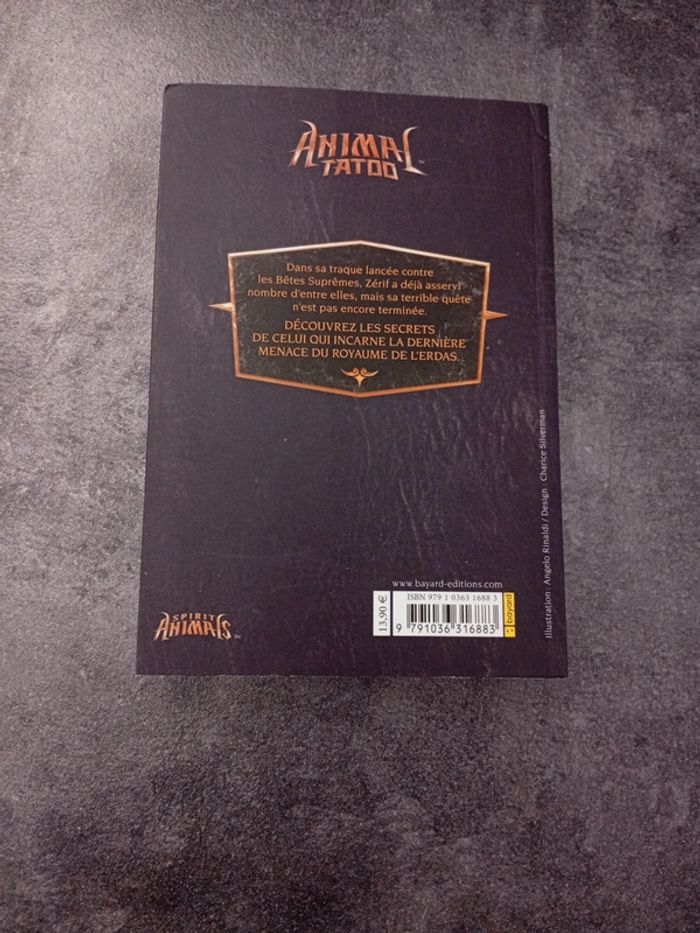 ANIMAL™
TATOO
Dans sa traque lancée contre
les Bêtes Suprêmes, Zérif a déjà asservi
nombre d'entre elles, mais sa terrible quête
n'est pas encore terminée.
DÉCOUVREZ LES SECRETS
DE CELUI QUI INCARNE LA DERNIÈRE
MENACE DU ROYAUME DE L'ERDAS.
Illustration : Angelo Rinaldi / Design : Charice Silverman
www.bayard-editions.com
ISBN 979 1 0363 1688 3
13,90 €
9 791036 316883
bayard
SPIRIT
ANIMALS™